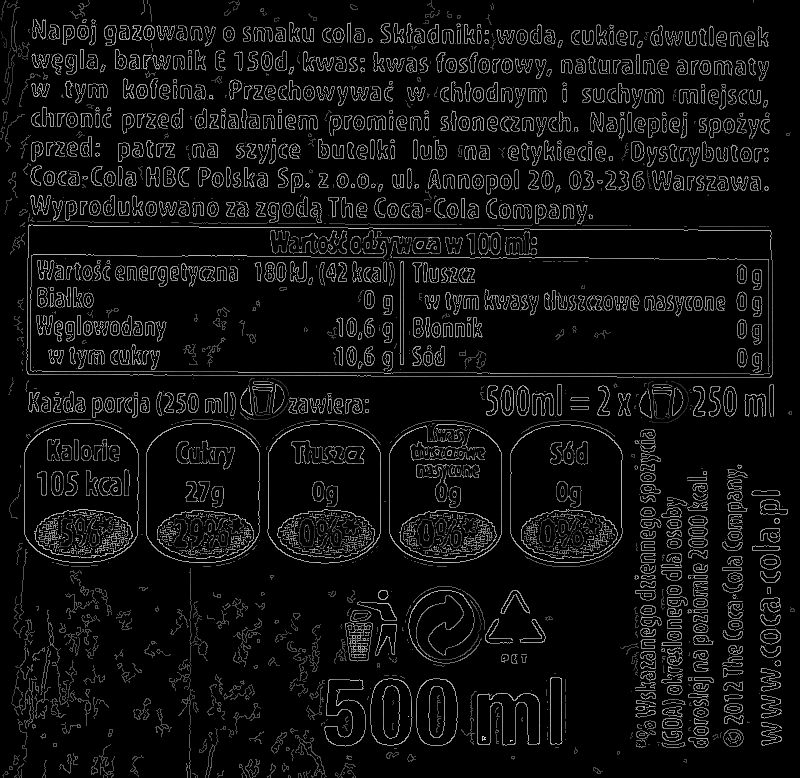 Napój gazowany o smaku cola. Składniki: woda, cukier, dwutlenek
węgla, barwnik E 150d, kwas: kwas fosforowy, naturalne aromaty
w tym kofeina. Przechowywać w chłodnym i suchym miejscu,
chronić przed działaniem promieni słonecznych. Najlepiej spożyć
przed: patrz na szyjce butelki lub na etykiecie. Dystrybutor:
Coca-Cola HBC Polska Sp. z o.o., ul. Annopol 20, 03-236 Warszawa.
Wyprodukowano za zgodą The Coca-Cola Company.
Wartość odżywcza w 100 ml:
Wartość energetyczna 180 kJ, (42 kcal)
Białko 0 g
Węglowodany 10,6 g
w tym cukry 10,6 g
Tłuszcz 0 g
w tym kwasy tłuszczowe nasycone 0 g
Błonnik 0 g
Sód 0 g
Każda porcja (250 ml) zawiera:
500ml = 2 x 250 ml
Kalorie
105 kcal
5%*
Cukry
27g
29%*
Tłuszcz
0g
0%*
Kwasy
tłuszczowe
nasycone
0g
0%*
Sód
0g
0%*
*% Wskazanego dziennego spożycia
(GDA) określonego dla osoby
dorosłej na poziomie 2000 kcal.
© 2012 The Coca-Cola Company.
www.coca-cola.pl
PET
500 ml